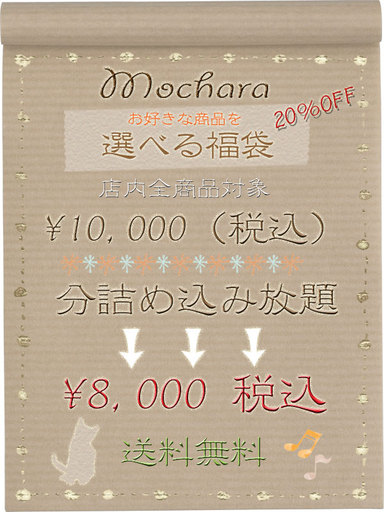 Mochara
20%OFF
お好きな商品を
選べる福袋
店内全商品対象
¥10,000 (税込)
分詰め込み放題
¥8,000 税込
送料無料